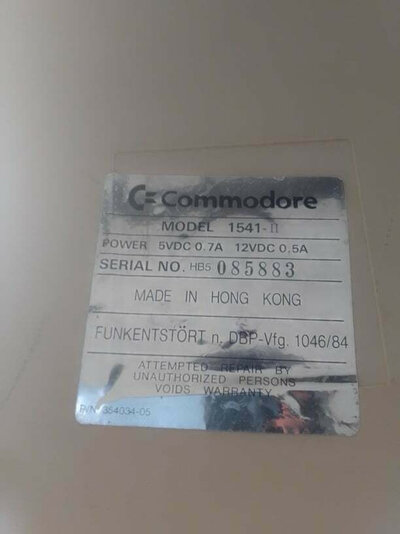 Commodore
MODEL 1541-II
POWER 5VDC 0.7A 12VDC 0.5A
SERIAL NO. HB5 085883
MADE IN HONG KONG
FUNKENTSTÖRT n. DBP-Vfg. 1046/84
ATTEMPTED REPAIR BY
UNAUTHORIZED PERSONS
VOIDS WARRANTY
P/N 354034-05